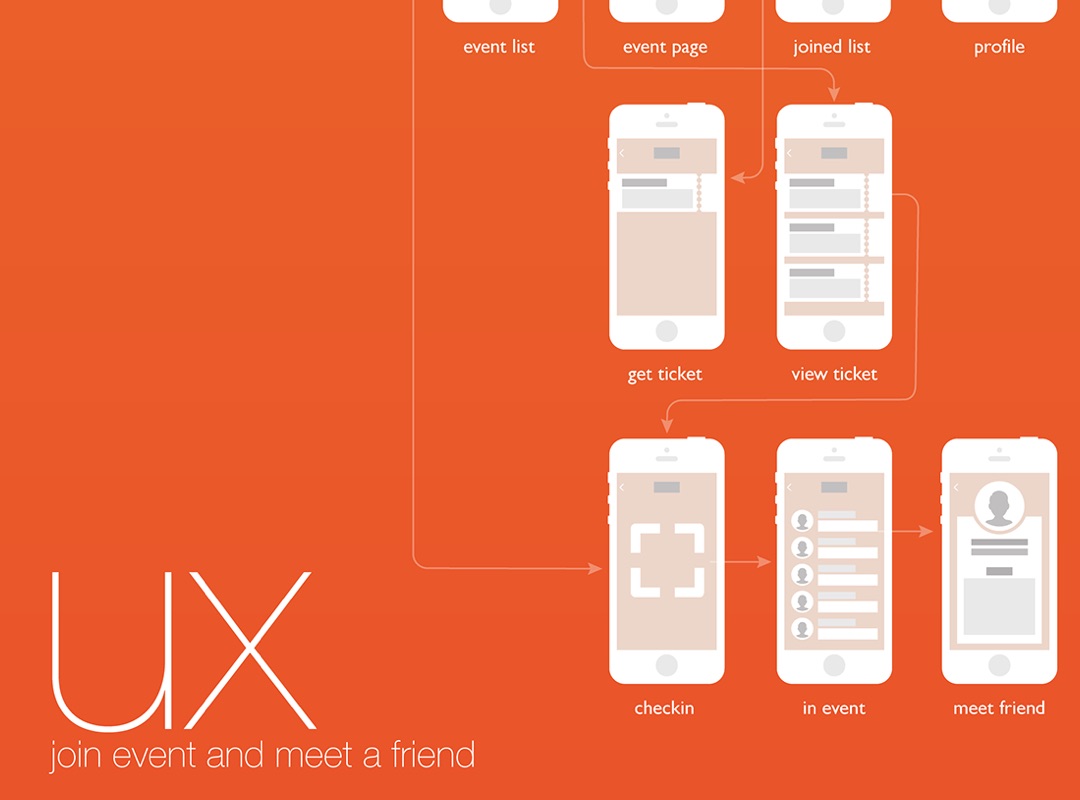 event list
event page
joined list
profile
get ticket
view ticket
checkin
in event
meet friend
ux
join event and meet a friend